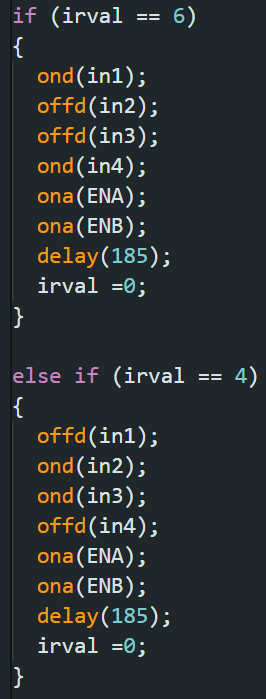 if (irval == 6)
{
  ond(in1);
  offd(in2);
  offd(in3);
  ond(in4);
  ona(ENA);
  ona(ENB);
  delay(185);
  irval =0;
}

else if (irval == 4)
{
  offd(in1);
  ond(in2);
  ond(in3);
  offd(in4);
  ona(ENA);
  ona(ENB);
  delay(185);
  irval =0;
}